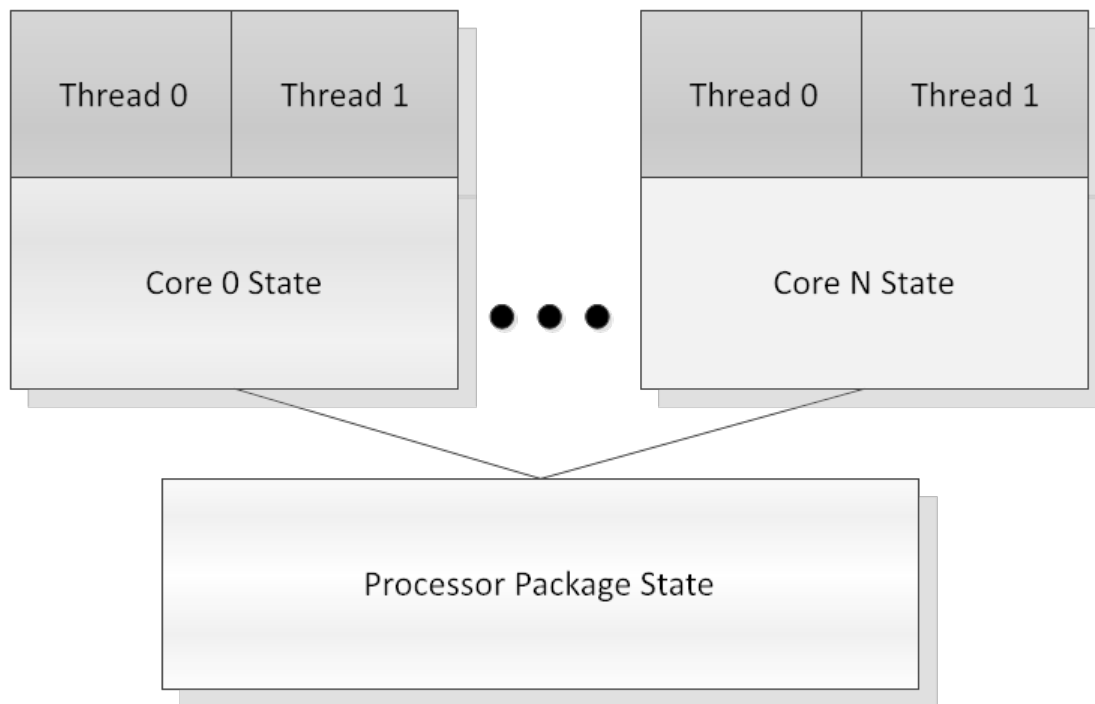 Thread 0
Thread 1
Thread 0
Thread 1
Core 0 State
Core N State
Processor Package State